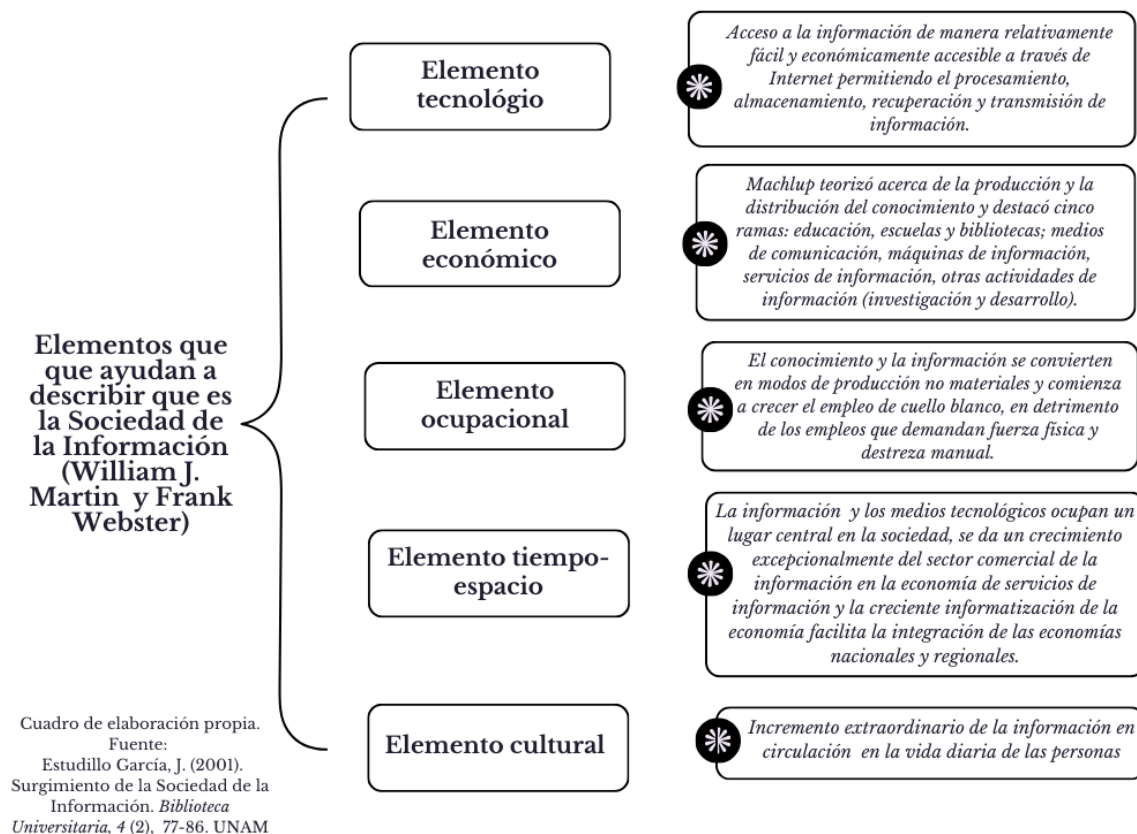 Elementos que
que ayudan a
describir que es
la Sociedad de
la Información
(William J.
Martin y Frank
Webster)
Elemento
tecnológio
Acceso a la información de manera relativamente
fácil y económicamente accesible a través de
Internet permitiendo el procesamiento,
almacenamiento, recuperación y transmisión de
información.
Elemento
económico
Machlup teorizó acerca de la producción y la
distribución del conocimiento y destacó cinco
ramas: educación, escuelas y bibliotecas; medios
de comunicación, máquinas de información,
servicios de información, otras actividades de
información (investigación y desarrollo).
Elemento
ocupacional
El conocimiento y la información se convierten
en modos de producción no materiales y comienza
a crecer el empleo de cuello blanco, en detrimento
de los empleos que demandan fuerza física y
destreza manual.
Elemento tiempo-
espacio
La información y los medios tecnológicos ocupan un
lugar central en la sociedad, se da un crecimiento
excepcionalmente del sector comercial de la
información en la economía de servicios de
información y la creciente informatización de la
economía facilita la integración de las economías
nacionales y regionales.
Elemento cultural
Incremento extraordinario de la información en
circulación en la vida diaria de las personas
Cuadro de elaboración propia.
Fuente:
Estudillo García, J. (2001).
Surgimiento de la Sociedad de la
Información. Biblioteca
Universitaria, 4 (2), 77-86. UNAM